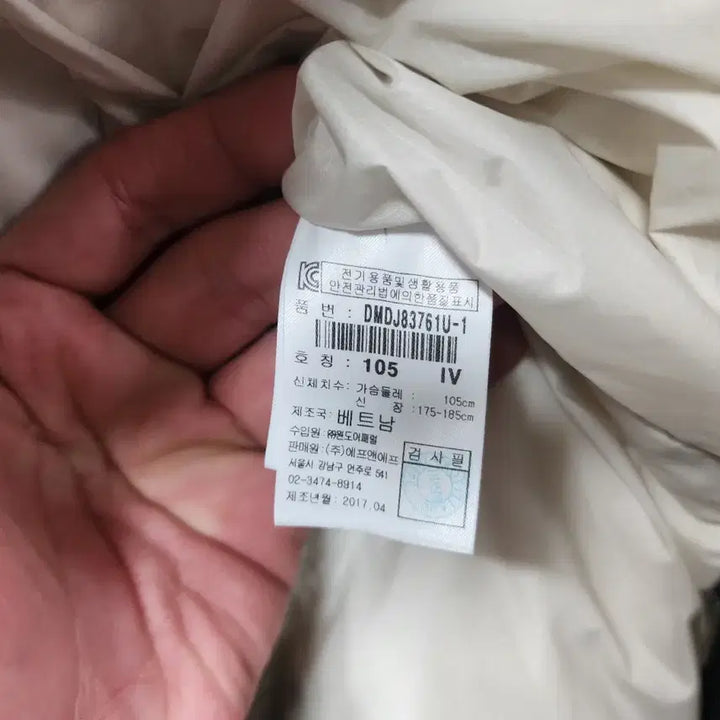 전기용품및생활용품
안전관리법에의한품질표시
품 번 : DMDJ83761U-1
호 칭 : 105 IV
신체치수 : 가슴둘레 : 105cm
신 장 : 175-185cm
제조국 : 베트남
수입원 : 도어패럴
판매원 : (주)에프앤에프
서울시 강남구 언주로 541
02-3474-8914
제조년월 : 2017.04
검 사 필